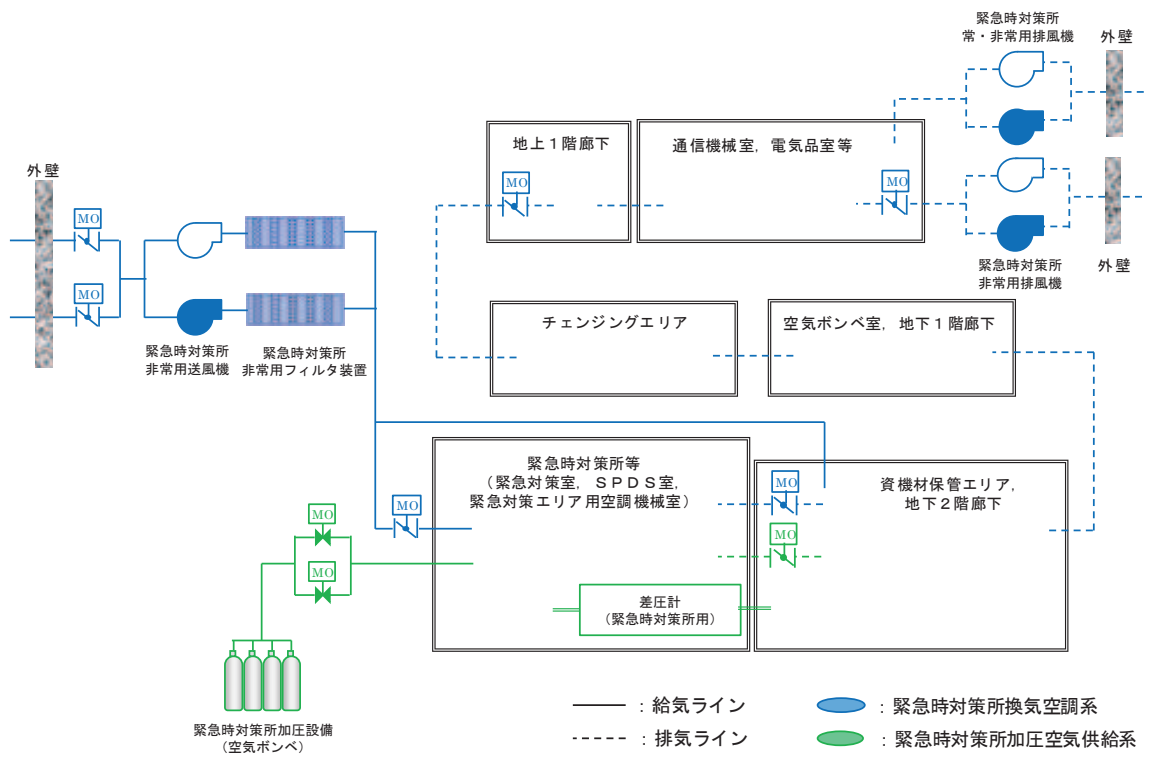 緊急時対策所
常・非常用排風機
外壁
地上１階廊下
通信機械室，電気品室等
MO
MO
外壁
MO
MO
緊急時対策所
非常用送風機
緊急時対策所
非常用フィルタ装置
緊急時対策所
非常用排風機
外壁
チェンジングエリア
空気ボンベ室，地下１階廊下
緊急時対策所等
（緊急対策室，ＳＰＤＳ室，
緊急対策エリア用空調機械室）
資機材保管エリア，
地下２階廊下
MO
MO
MO
MO
MO
差圧計
（緊急時対策所用）
緊急時対策所加圧設備
（空気ボンベ）
：給気ライン
：排気ライン
：緊急時対策所換気空調系
：緊急時対策所加圧空気供給系